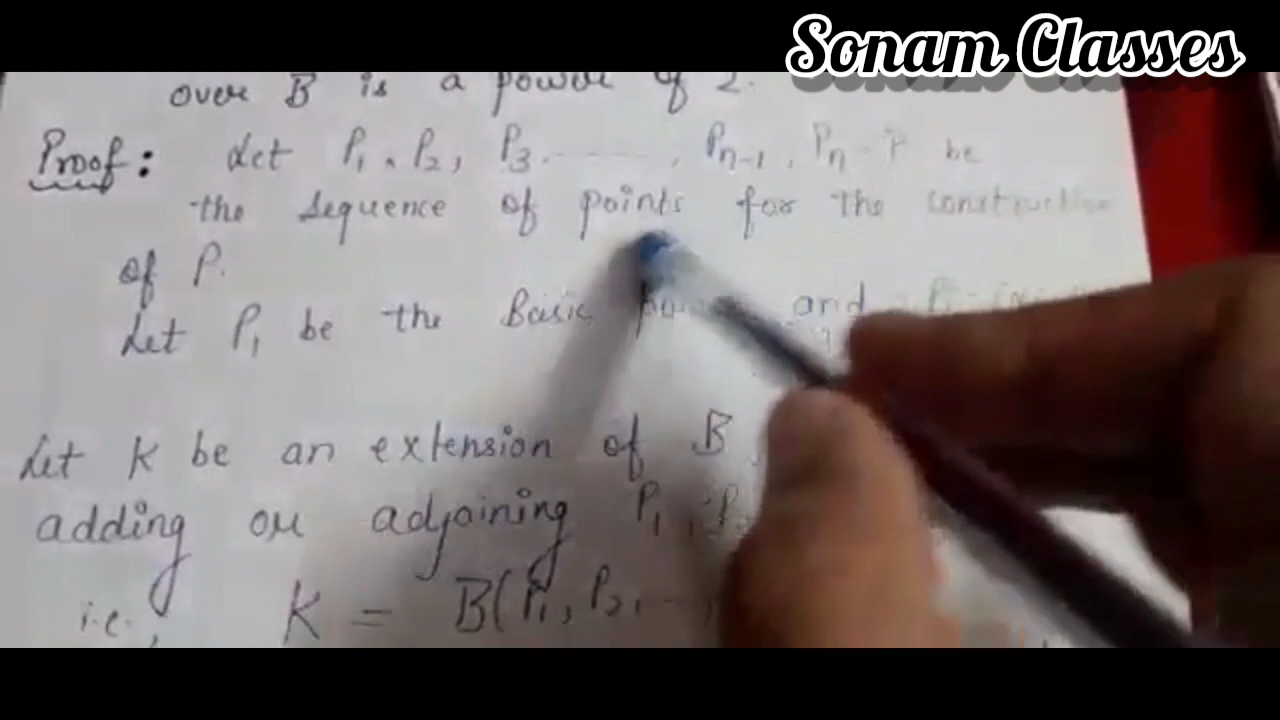 Sonam Classes
over B is a power of 2.
Proof: Let P1, P2, P3 ........, Pn-1, Pn = P be
the sequence of points for the construction
of P.
Let P1 be the Basic and
Let K be an extension of B
adding or adjoining P1, P2
i.e., K = B(P1, P2, ...